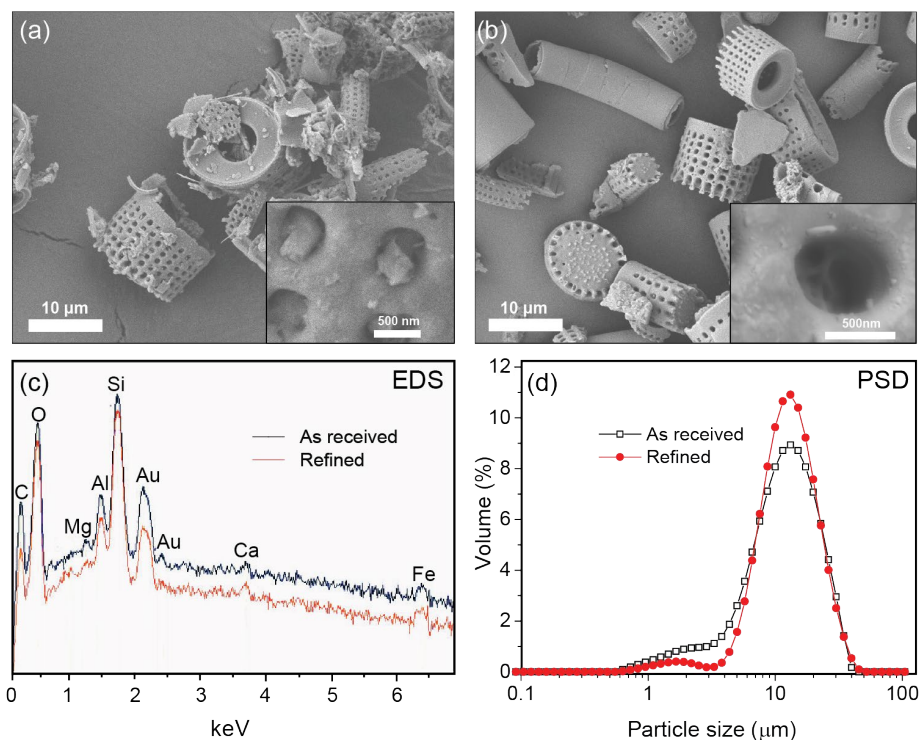 (a)
10 µm
500 nm
(b)
10 µm
500nm
(c)
EDS
Si
O
As received
Refined
C
Al
Au
Mg
Au
Ca
Fe
0 1 2 3 4 5 6
keV
(d)
PSD
12
10
8
6
4
2
0
Volume (%)
As received
Refined
0.1 1 10 100
Particle size (µm)